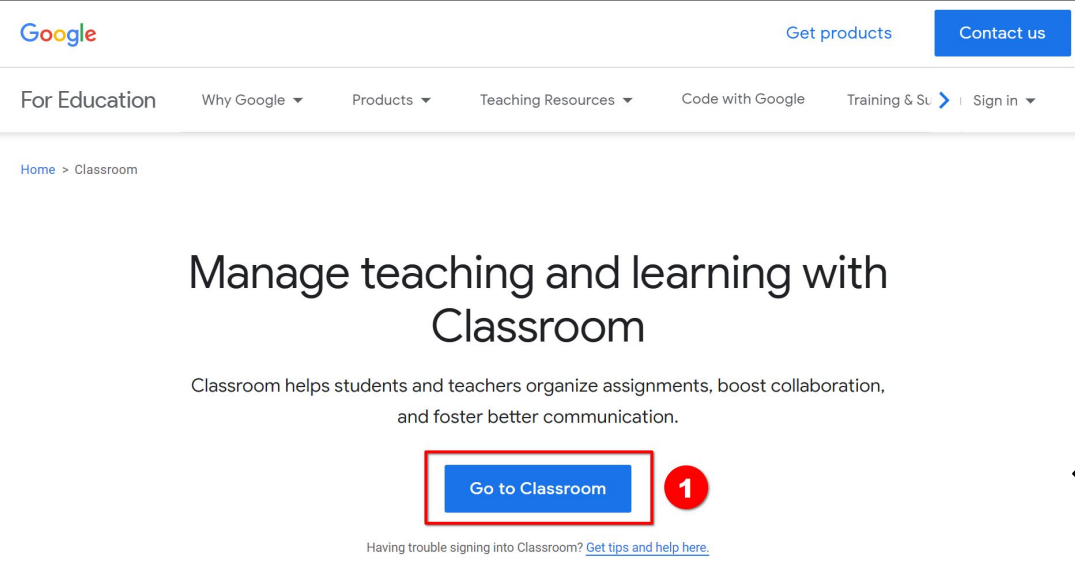 Google
Get products
Contact us
For Education
Why Google
Products
Teaching Resources
Code with Google
Training & Su
Sign in
Home > Classroom
Manage teaching and learning with
Classroom
Classroom helps students and teachers organize assignments, boost collaboration,
and foster better communication.
Go to Classroom
1
Having trouble signing into Classroom? Get tips and help here.